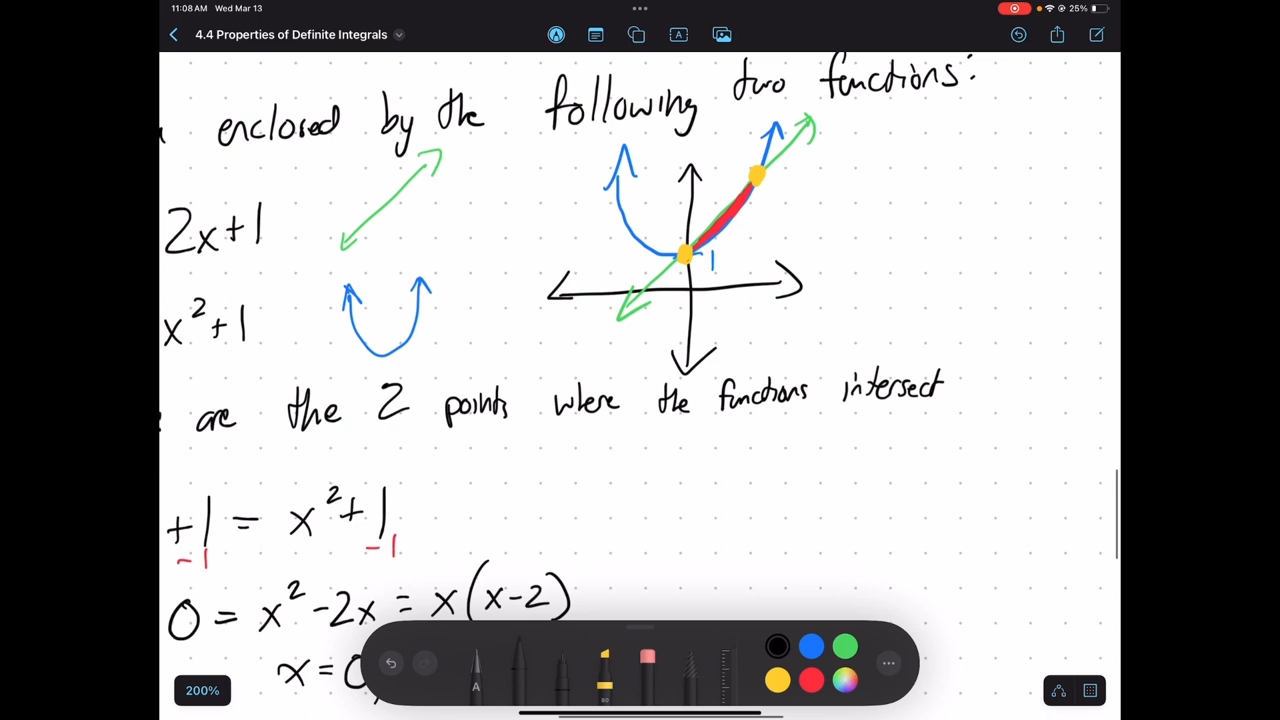 11:08 AM Wed Mar 13
25%
4.4 Properties of Definite Integrals
enclosed by the following two functions:
2x+1
1
x²+1
are the 2 points where the functions intersect
+1 = x²+1
-1 -1
0 = x²-2x = x(x-2)
x=0
A
80
200%